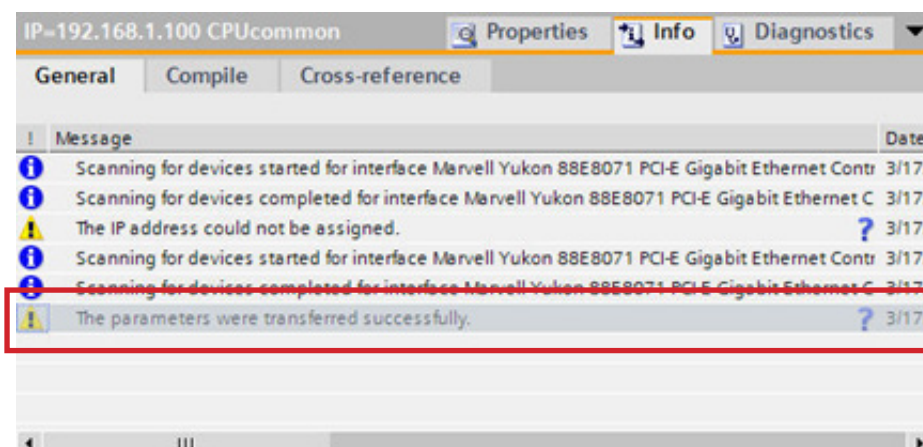 IP=192.168.1.100 CPUcommon Properties Info Diagnostics
General Compile Cross-reference
! Message Date
Scanning for devices started for interface Marvell Yukon 88E8071 PCI-E Gigabit Ethernet Contr 3/17
Scanning for devices completed for interface Marvell Yukon 88E8071 PCI-E Gigabit Ethernet C 3/17
The IP address could not be assigned. ? 3/17
Scanning for devices started for interface Marvell Yukon 88E8071 PCI-E Gigabit Ethernet Contr 3/17
Scanning for devices completed for interface Marvell Yukon 88E8071 PCI-E Gigabit Ethernet C 3/17
The parameters were transferred successfully. ? 3/17